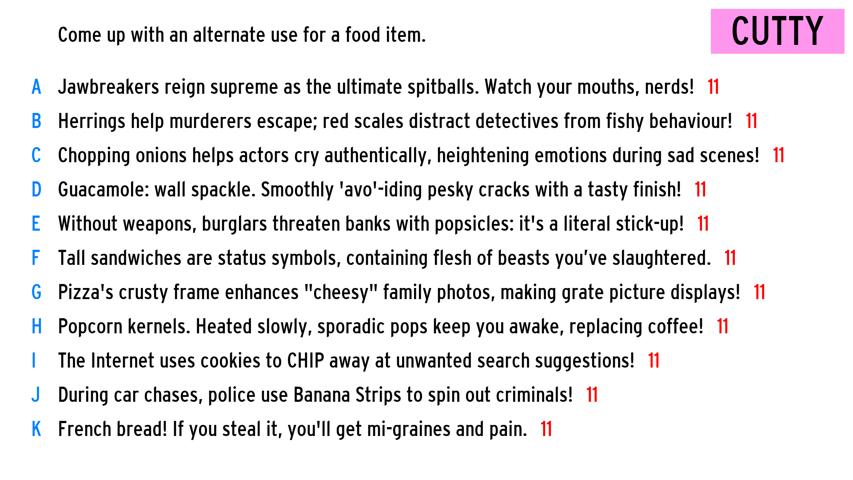 Come up with an alternate use for a food item.
CUTTY
A Jawbreakers reign supreme as the ultimate spitballs. Watch your mouths, nerds! 11
B Herrings help murderers escape; red scales distract detectives from fishy behaviour! 11
C Chopping onions helps actors cry authentically, heightening emotions during sad scenes! 11
D Guacamole: wall spackle. Smoothly 'avo'-iding pesky cracks with a tasty finish! 11
E Without weapons, burglars threaten banks with popsicles: it's a literal stick-up! 11
F Tall sandwiches are status symbols, containing flesh of beasts you’ve slaughtered. 11
G Pizza's crusty frame enhances "cheesy" family photos, making grate picture displays! 11
H Popcorn kernels. Heated slowly, sporadic pops keep you awake, replacing coffee! 11
I The Internet uses cookies to CHIP away at unwanted search suggestions! 11
J During car chases, police use Banana Strips to spin out criminals! 11
K French bread! If you steal it, you'll get mi-graines and pain. 11